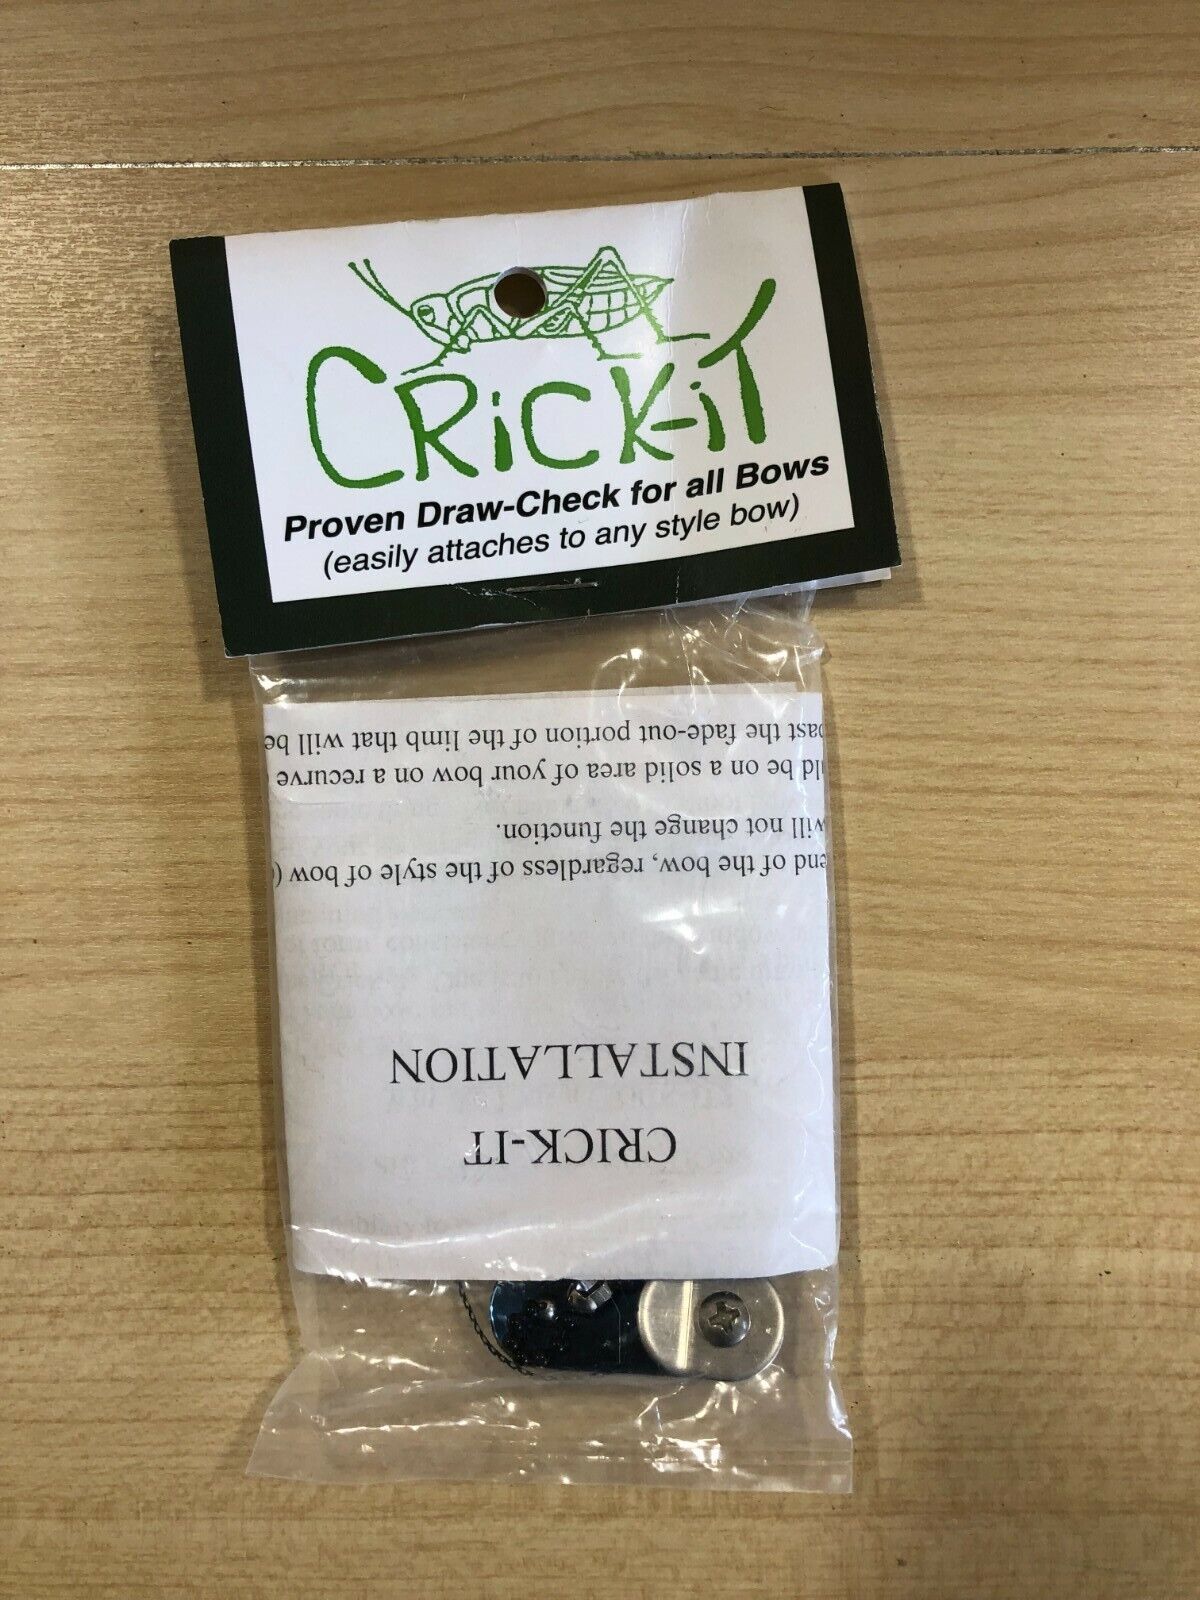 CRiCK-iT
Proven Draw-Check for all Bows
(easily attaches to any style bow)
CRICK-IT
INSTALLATION
end of the bow, regardless of the style of bow (
will not change the function.
be on a solid area of your bow on a recurve
past the fade-out portion of the limb that will be